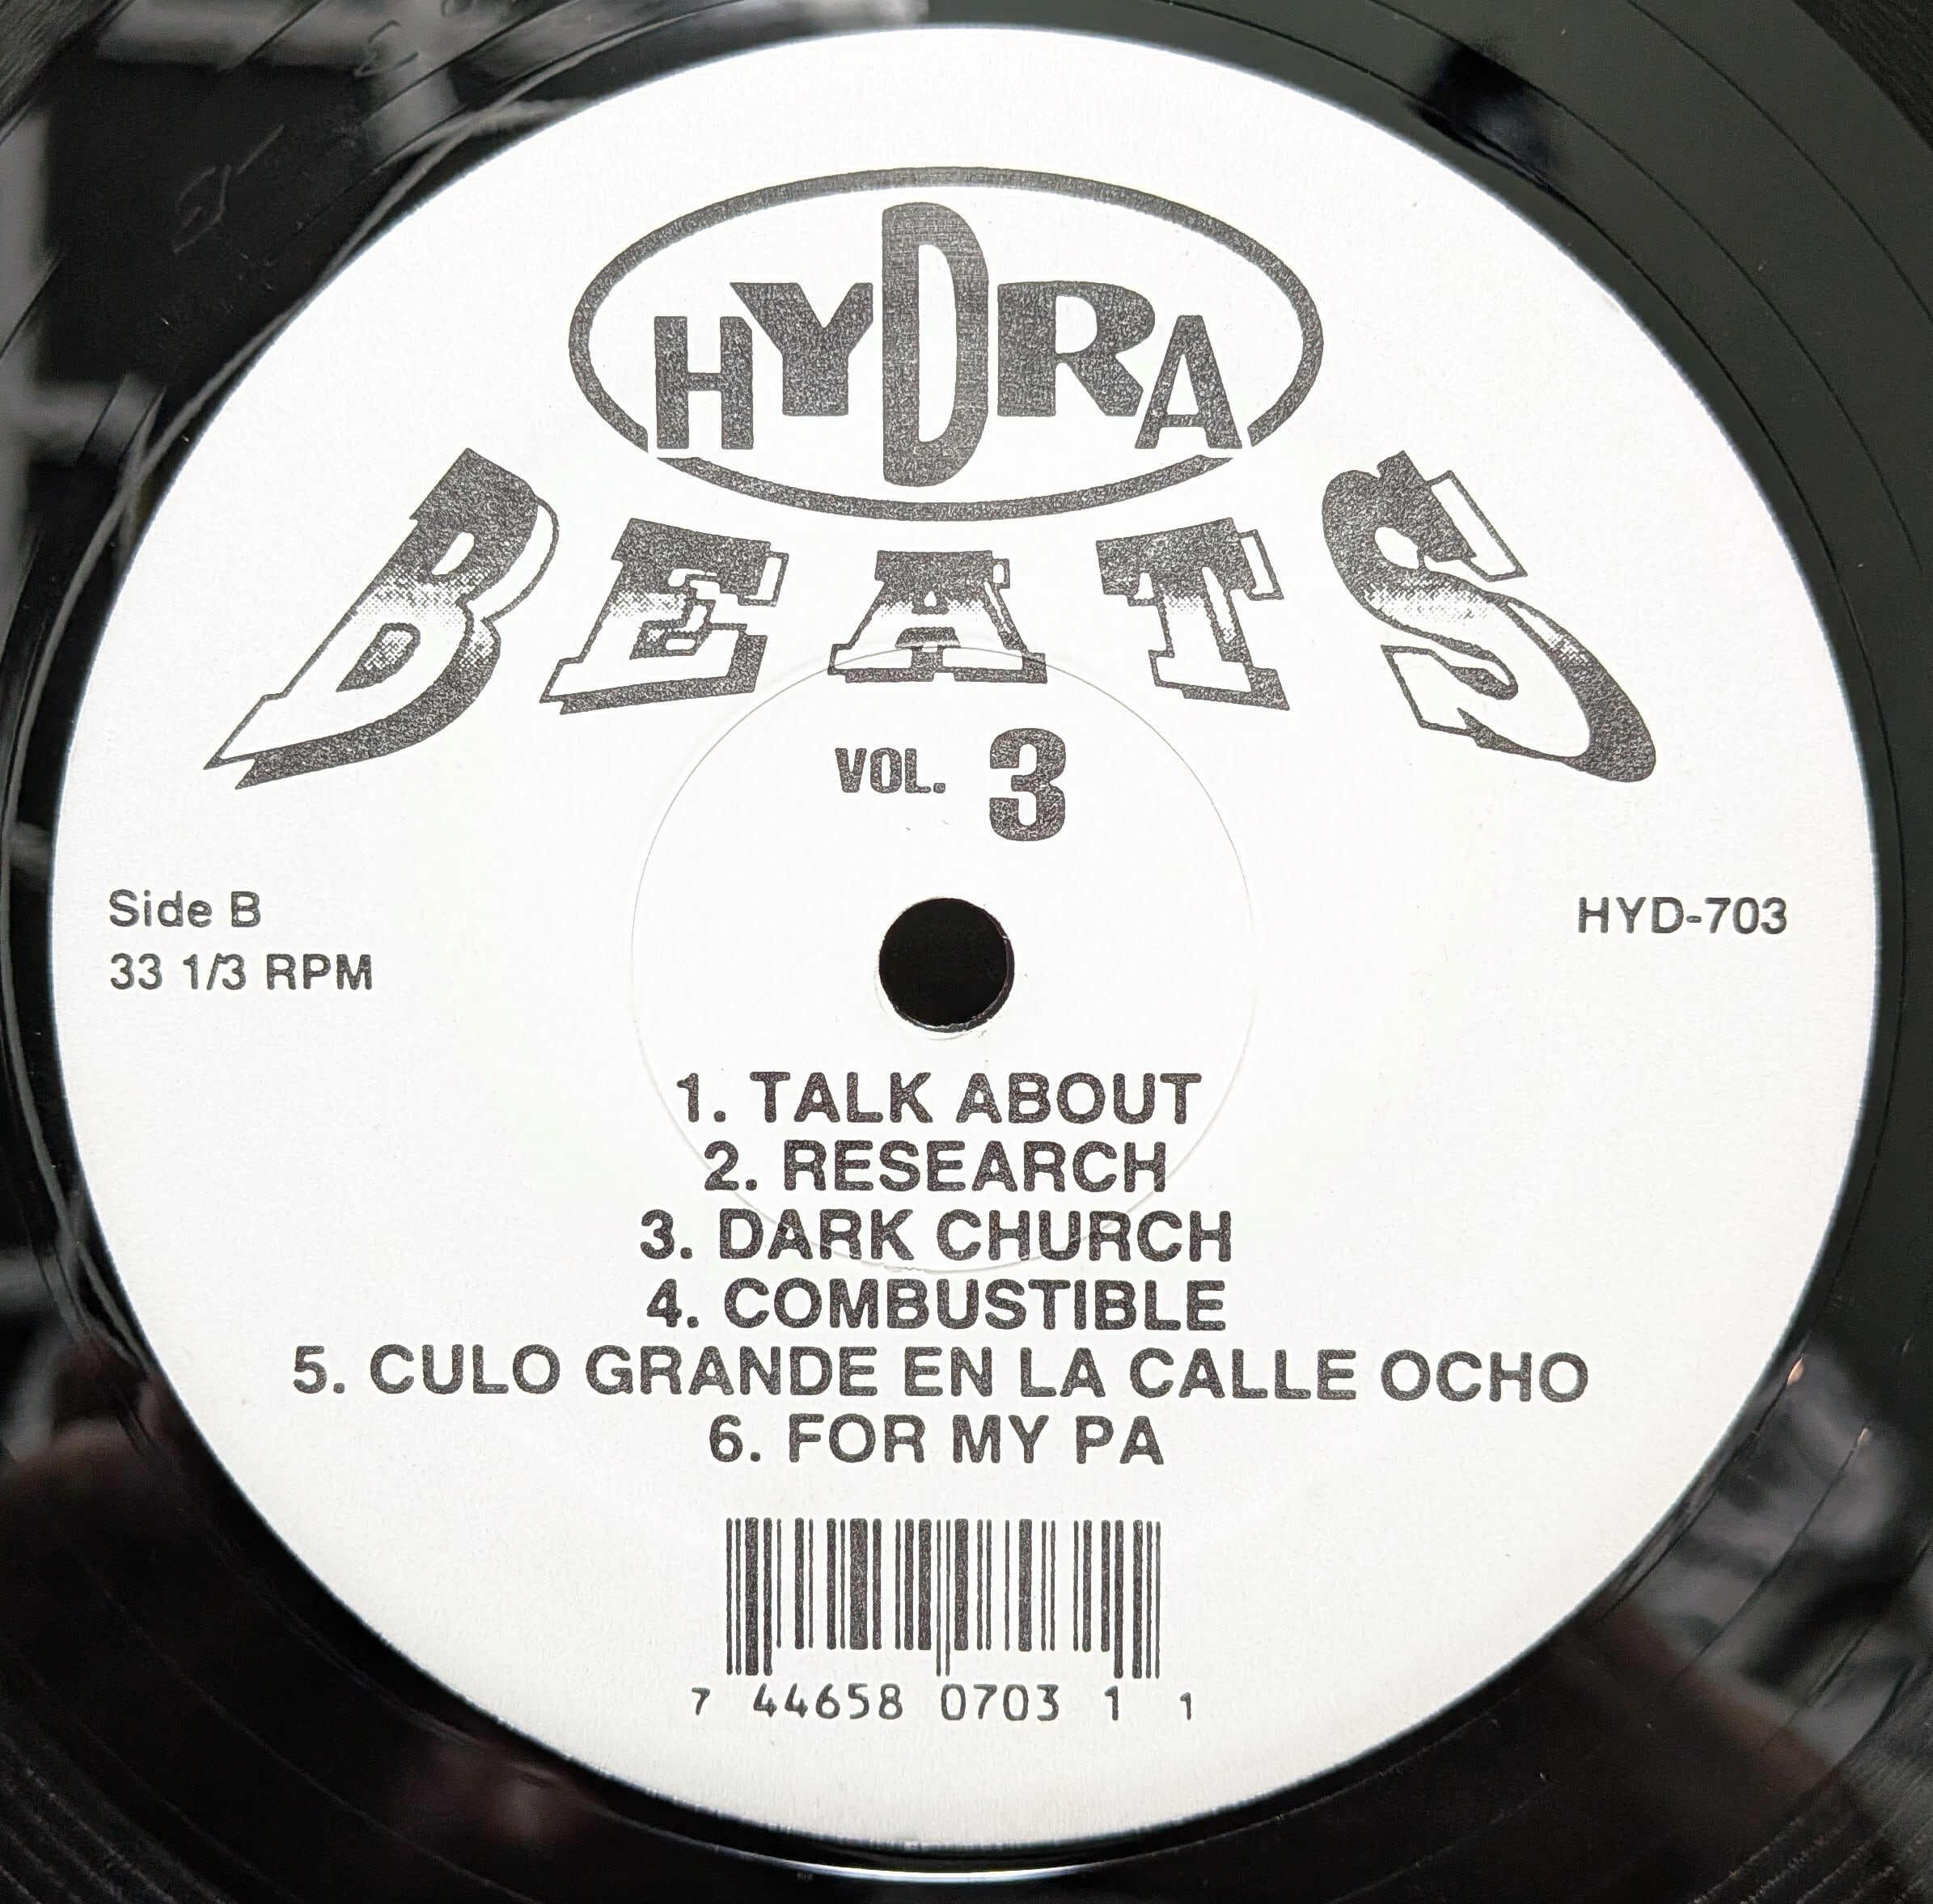 HYDRA
BEATS
VOL. 3
Side B
33 1/3 RPM
HYD-703
1. TALK ABOUT
2. RESEARCH
3. DARK CHURCH
4. COMBUSTIBLE
5. CULO GRANDE EN LA CALLE OCHO
6. FOR MY PA
7 44658 0703 1 1